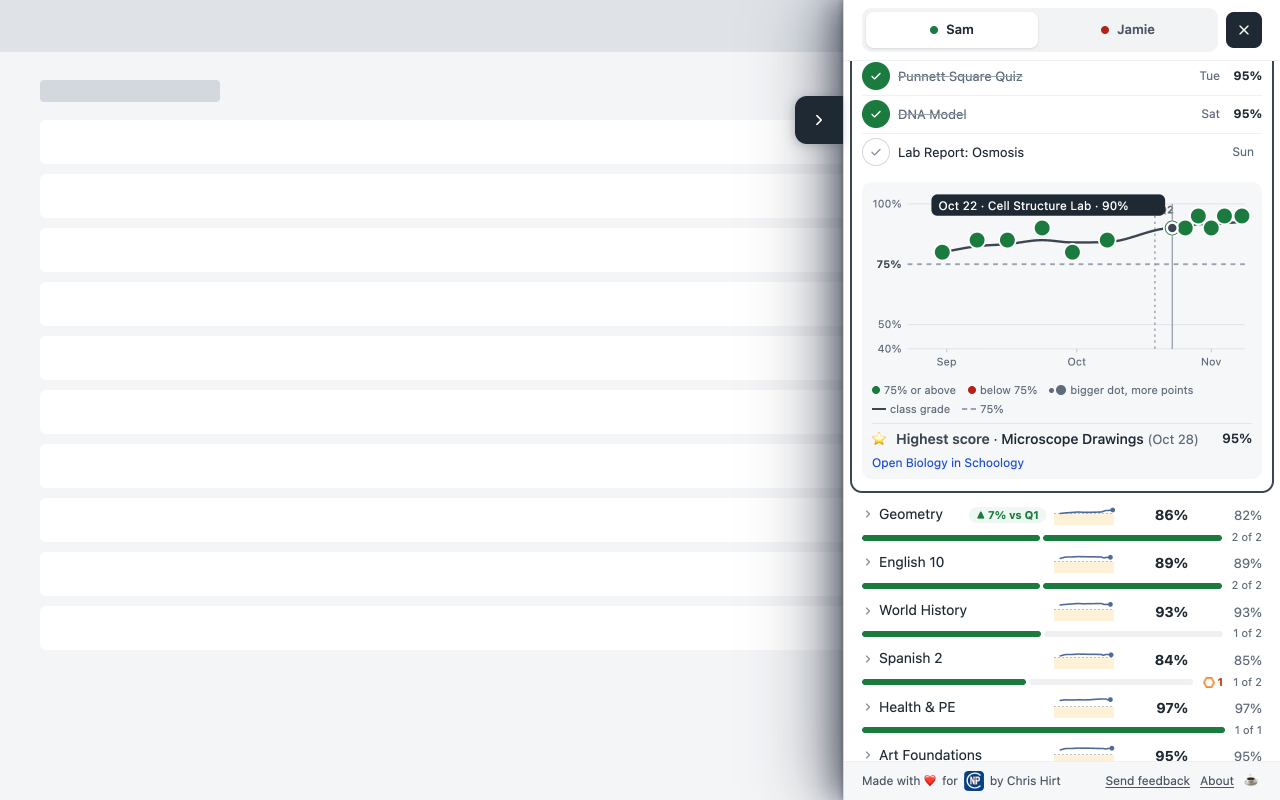 Sam
Jamie
Punnett Square Quiz Tue 95%
DNA Model Sat 95%
Lab Report: Osmosis Sun
Oct 22 · Cell Structure Lab · 90%
100%
75%
50%
40%
Sep Oct Nov
75% or above below 75% bigger dot, more points
class grade 75%
Highest score · Microscope Drawings (Oct 28) 95%
Open Biology in Schoology
Geometry ▲ 7% vs Q1 86% 82%
2 of 2
English 10 89% 89%
2 of 2
World History 93% 93%
1 of 2
Spanish 2 84% 85%
1 1 of 2
Health & PE 97% 97%
1 of 1
Art Foundations 95% 95%
Made with ❤️ for NP by Chris Hirt Send feedback About ☕